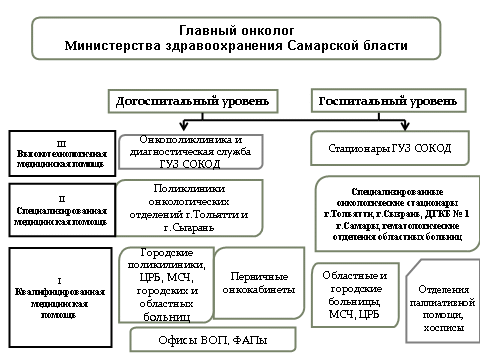 Главный онколог
Министерства здравоохранения Самарской бласти
Догоспитальный уровень
Госпитальный уровень
III
Высокотехнологичная
медицинская помощь
Онкополиклиника и
диагностическая служба
ГУЗ СОКОД
Стационары ГУЗ СОКОД
II
Специализированная
медицинская помощь
Поликлиники
онкологических
отделений г.Тольятти и
г.Сызрань
Специализированные
онкологические стационары
г.Тольятти, г.Сызрань, ДГКБ № 1
г.Самары, гематологические
отделения областных больниц
I
Квалифицированная
медицинская
помощь
Городские
поликилиники,
ЦРБ, МСЧ,
городских и
областных
больниц
Перничные
онкокабинеты
Областные и
городские
больницы,
МСЧ, ЦРБ
Отделения
паллиативной
помощи,
хосписы
Офисы ВОП, ФАПы